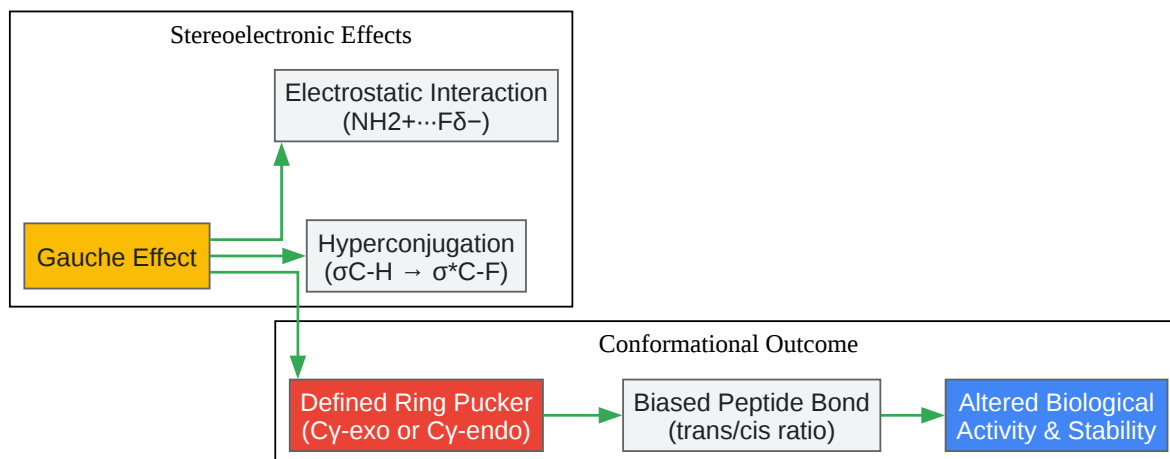 Stereoelectronic Effects
Electrostatic Interaction
(NH2+···Fδ−)
Gauche Effect
Hyperconjugation
(σC-H → σ*C-F)
Conformational Outcome
Defined Ring Pucker
(Cγ-exo or Cγ-endo)
Biased Peptide Bond
(trans/cis ratio)
Altered Biological
Activity & Stability